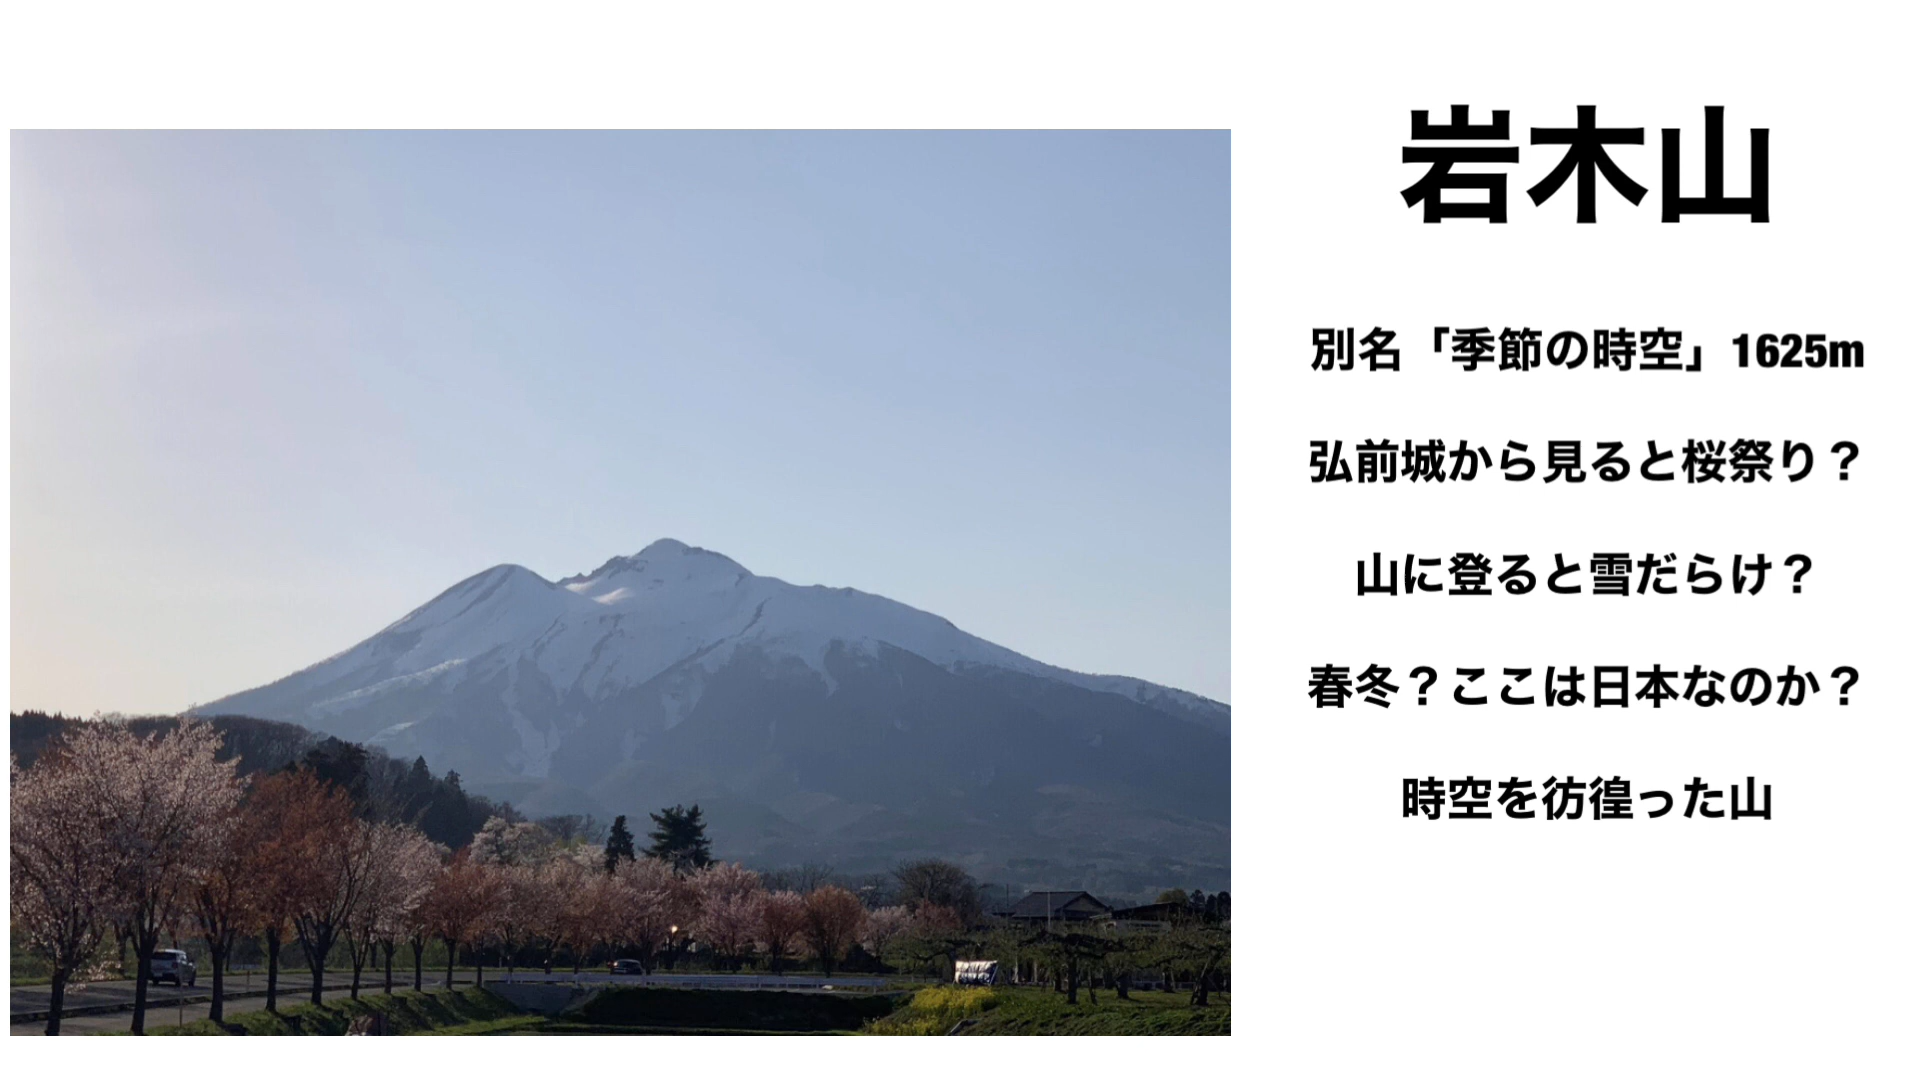 岩木山
別名「季節の時空」1625m
弘前城から見ると桜祭り？
山に登ると雪だらけ？
春冬？ここは日本なのか？
時空を彷徨った山